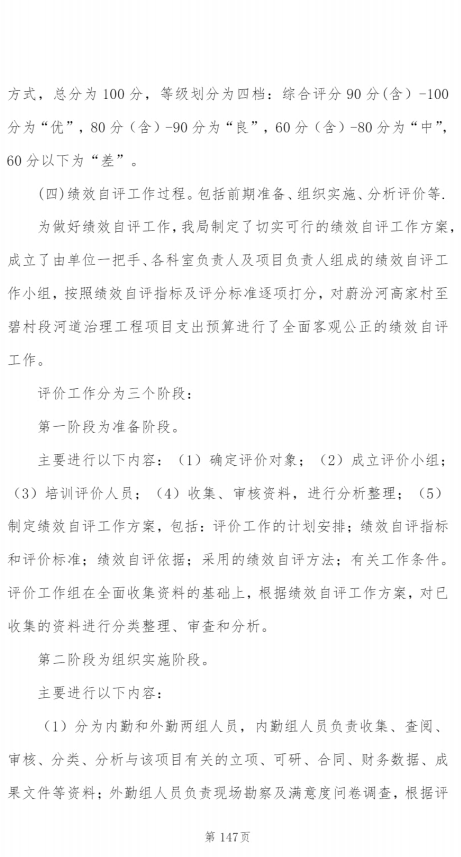 方式，总分为 100 分，等级划分为四档：综合评分 90 分(含）-100
分为“优”，80 分（含）-90 分为“良”，60 分（含）-80 分为“中”，
60 分以下为“差”。
(四)绩效自评工作过程。包括前期准备、组织实施、分析评价等.
为做好绩效自评工作，我局制定了切实可行的绩效自评工作方案，
成立了由单位一把手、各科室负责人及项目负责人组成的绩效自评工
作小组，按照绩效自评指标及评分标准逐项打分，对蔚汾河高家村至
碧村段河道治理工程项目支出预算进行了全面客观公正的绩效自评
工作。
评价工作分为三个阶段：
第一阶段为准备阶段。
主要进行以下内容：（1）确定评价对象；（2）成立评价小组；
（3）培训评价人员；（4）收集、审核资料，进行分析整理；（5）
制定绩效自评工作方案，包括：评价工作的计划安排；绩效自评指标
和评价标准；绩效自评依据；采用的绩效自评方法；有关工作条件。
评价工作组在全面收集资料的基础上，根据绩效自评工作方案，对已
收集的资料进行分类整理、审查和分析。
第二阶段为组织实施阶段。
主要进行以下内容：
（1）分为内勤和外勤两组人员，内勤组人员负责收集、查阅、
审核、分类、分析与该项目有关的立项、可研、合同、财务数据、成
果文件等资料；外勤组人员负责现场勘察及满意度问卷调查，根据评
第 147页